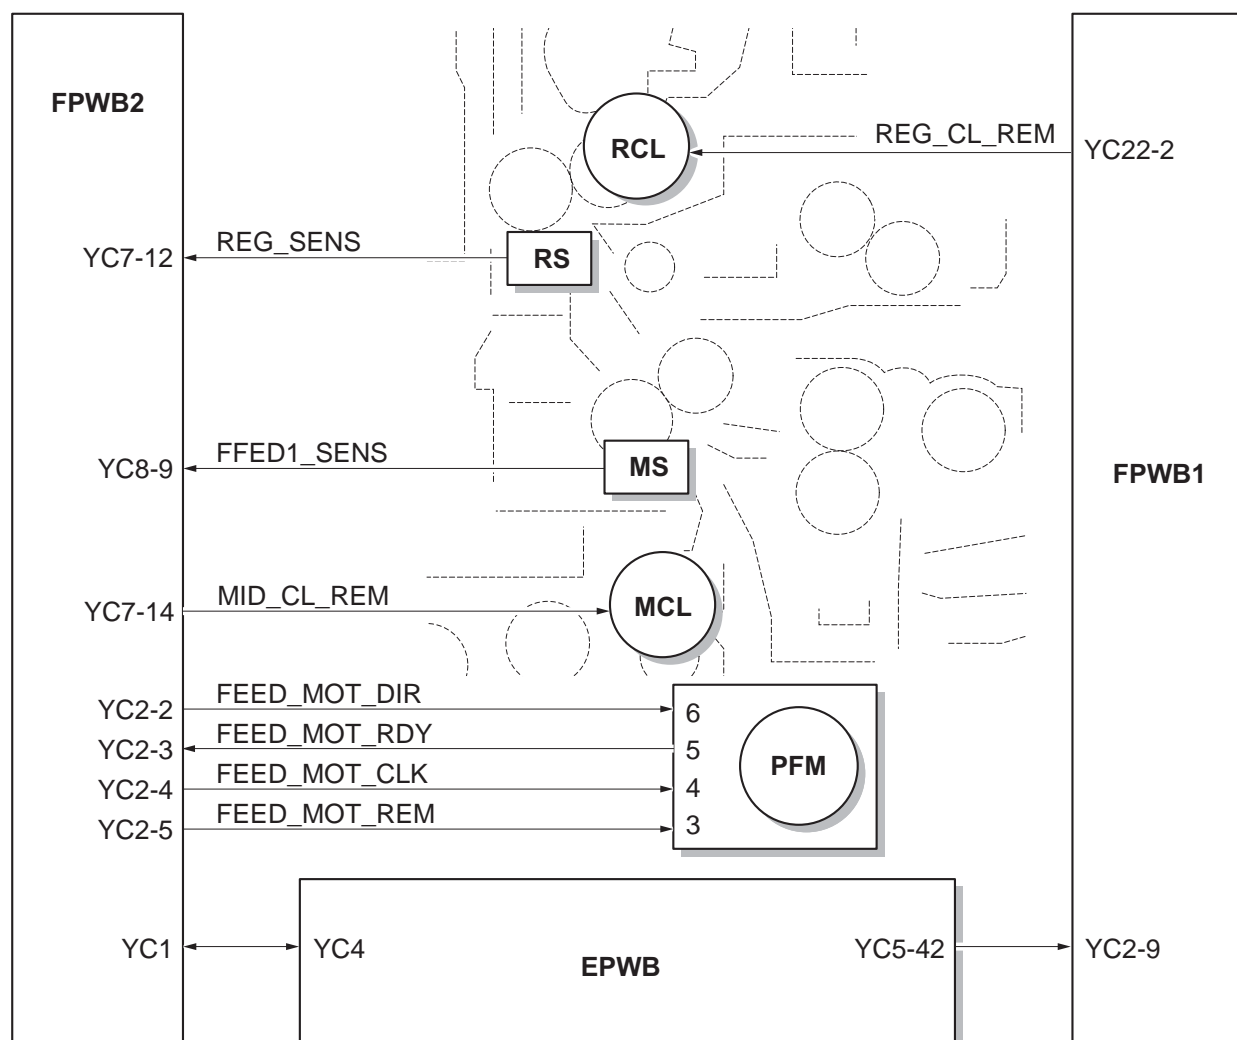 FPWB2
RCL
REG_CL_REM
YC22-2
YC7-12
REG_SENS
RS
YC8-9
FFED1_SENS
MS
FPWB1
YC7-14
MID_CL_REM
MCL
YC2-2
FEED_MOT_DIR
6
YC2-3
FEED_MOT_RDY
5
PFM
YC2-4
FEED_MOT_CLK
4
YC2-5
FEED_MOT_REM
3
YC1
YC4
EPWB
YC5-42
YC2-9